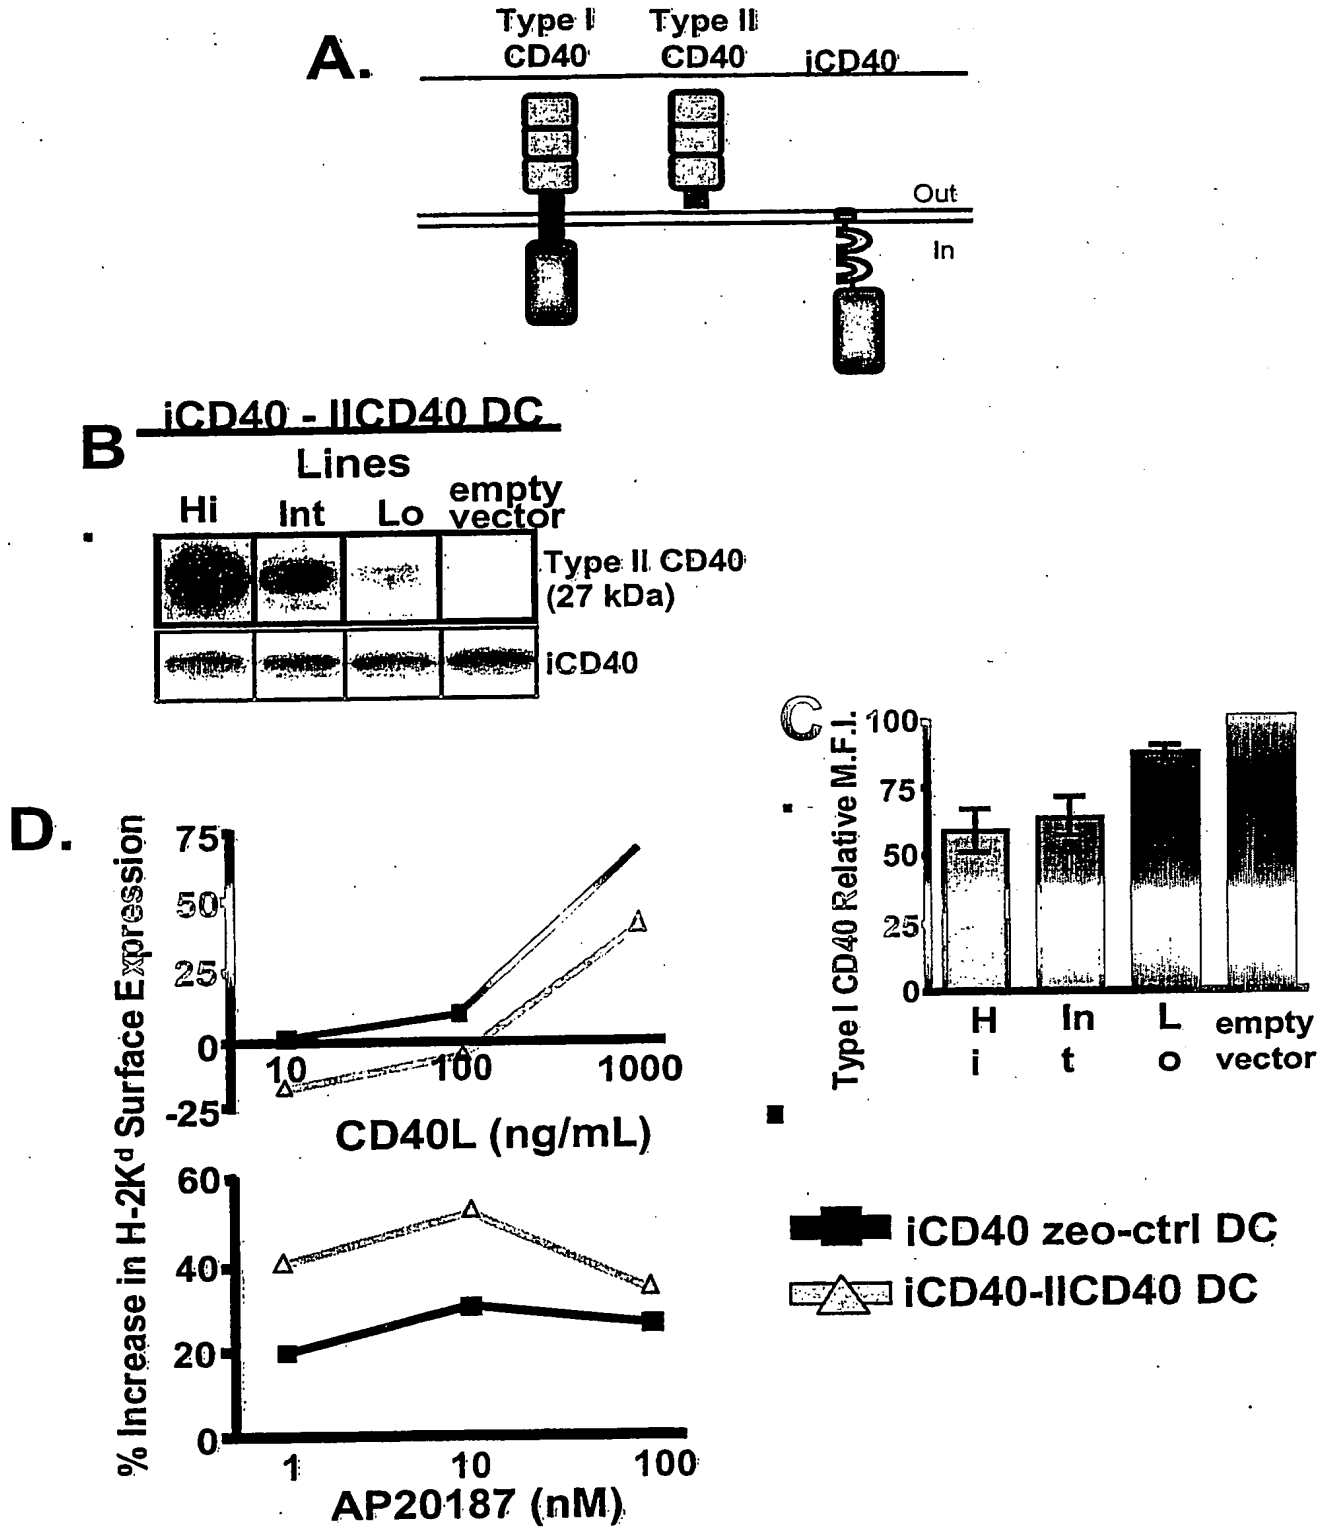 A.
Type I CD40
Type II CD40
iCD40
Out
In
B
iCD40 - IICD40 DC
Lines
Hi
Int
Lo
empty vector
Type II CD40
(27 kDa)
iCD40
C
Type I CD40 Relative M.F.I.
100
75
50
25
0
H i
In t
L o
empty vector
D.
% Increase in H-2Kᵈ Surface Expression
75
50
25
0
-25
10
100
1000
CD40L (ng/mL)
60
40
20
0
1
10
100
AP20187 (nM)
iCD40 zeo-ctrl DC
iCD40-IICD40 DC